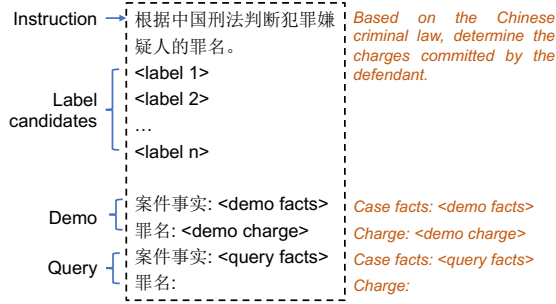 Instruction
根据中国刑法判断犯罪嫌
疑人的罪名。
Based on the Chinese
criminal law, determine the
charges committed by the
defendant.
Label
candidates
<label 1>
<label 2>
…
<label n>
Demo
案件事实: <demo facts>
罪名: <demo charge>
Case facts: <demo facts>
Charge: <demo charge>
Query
案件事实: <query facts>
罪名:
Case facts: <query facts>
Charge: